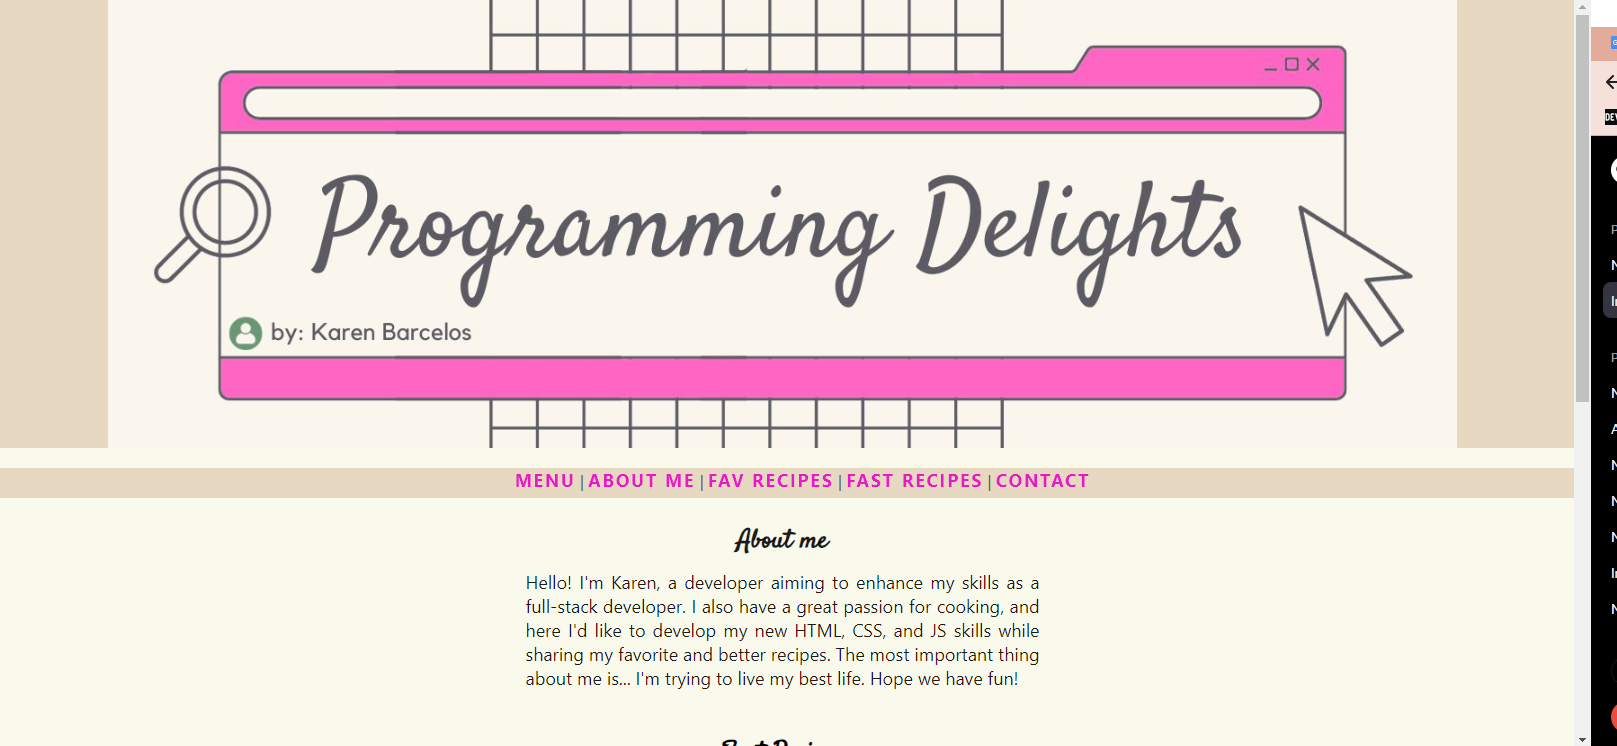 Programming Delights
by: Karen Barcelos
MENU | ABOUT ME | FAV RECIPES | FAST RECIPES | CONTACT
About me
Hello! I'm Karen, a developer aiming to enhance my skills as a
full-stack developer. I also have a great passion for cooking, and
here I'd like to develop my new HTML, CSS, and JS skills while
sharing my favorite and better recipes. The most important thing
about me is... I'm trying to live my best life. Hope we have fun!